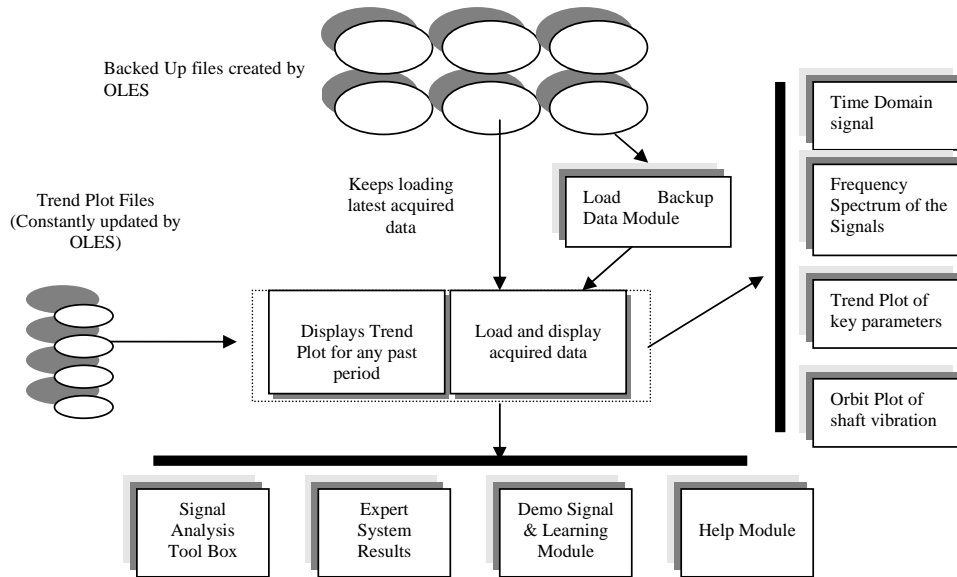 Backed Up files created by
OLES
Time Domain
signal
Keeps loading
latest acquired
data
Load Backup
Data Module
Frequency
Spectrum of the
Signals
Trend Plot Files
(Constantly updated by
OLES)
Displays Trend
Plot for any past
period
Load and display
acquired data
Trend Plot of
key parameters
Orbit Plot of
shaft vibration
Signal
Analysis
Tool Box
Expert
System
Results
Demo Signal
& Learning
Module
Help Module